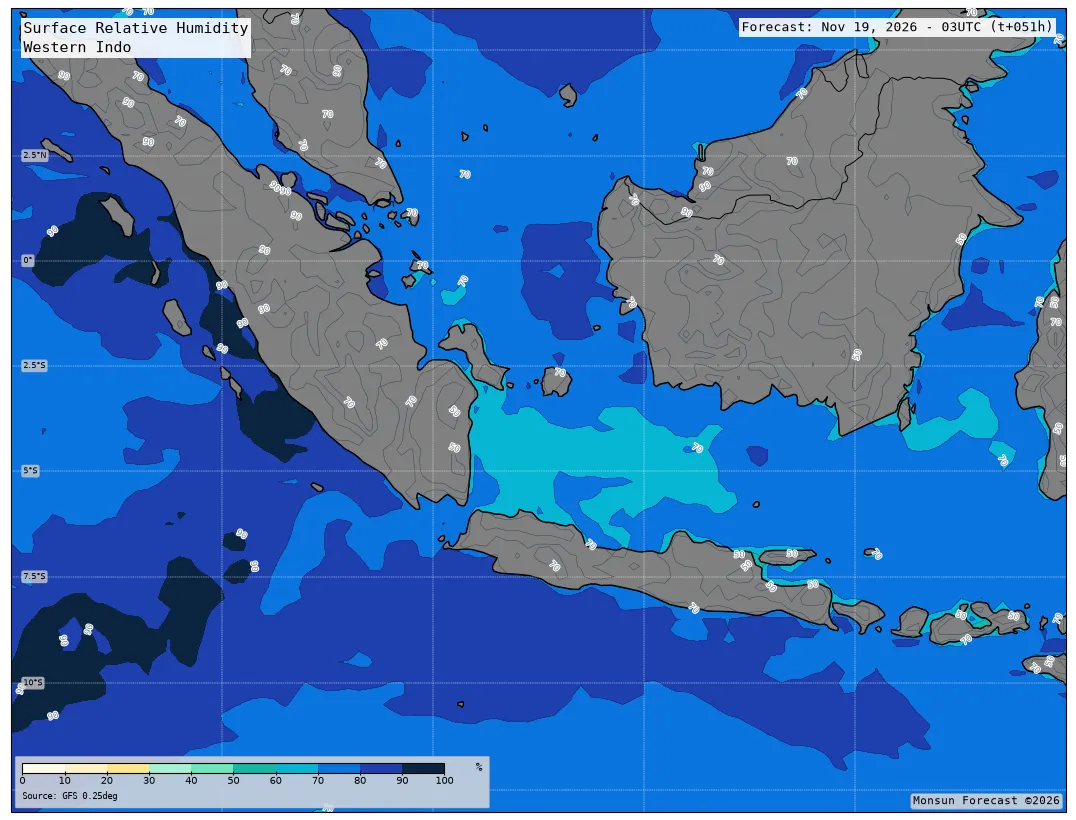 Surface Relative Humidity
Western Indo
Forecast: Nov 19, 2026 - 03UTC (t+051h)
2.5°N
0°
2.5°S
5°S
7.5°S
10°S
0 10 20 30 40 50 60 70 80 90 100
%
Source: GFS 0.25deg
Monsun Forecast ©2026